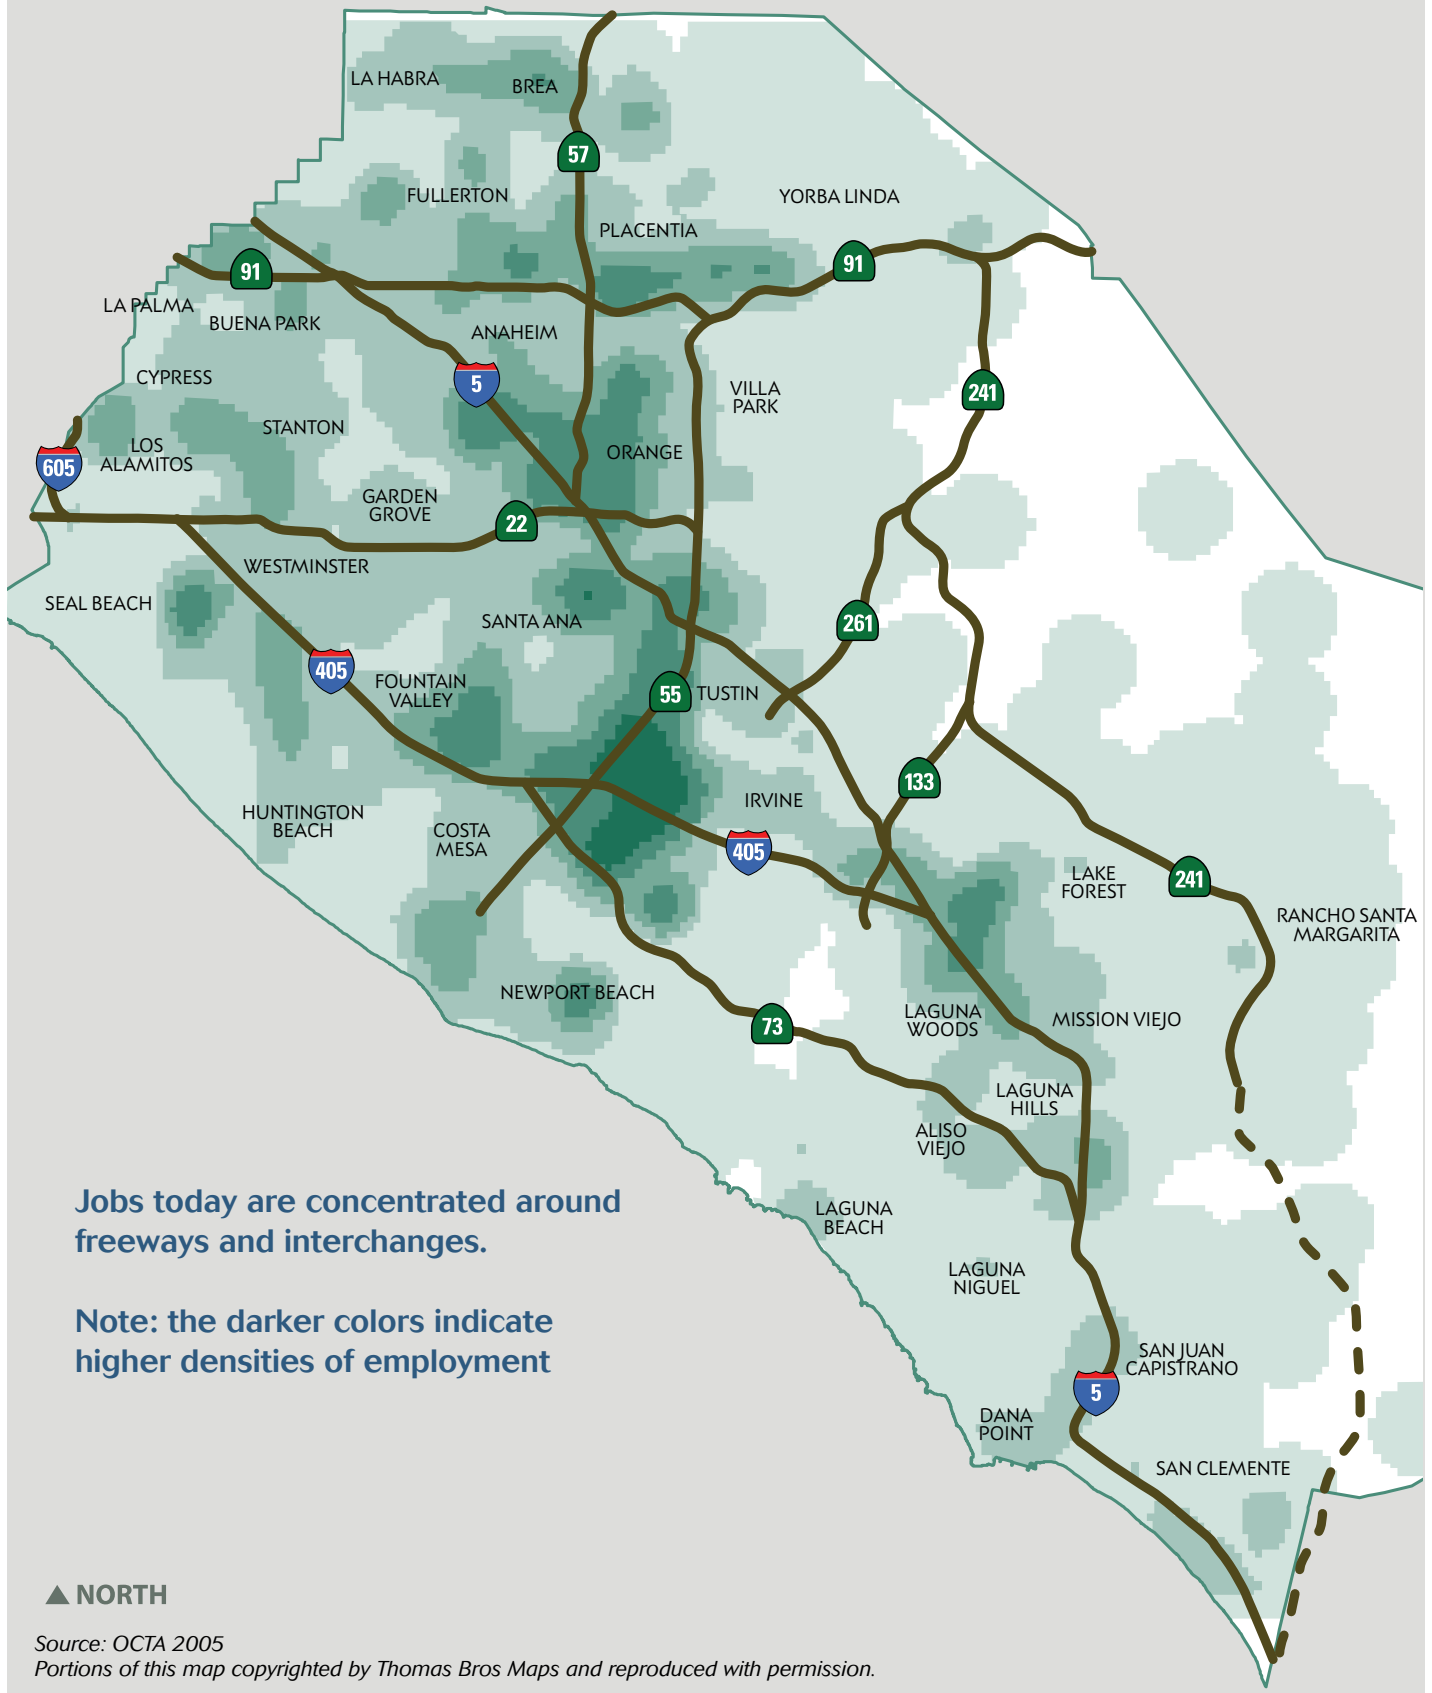 LA HABRA
BREA
57
FULLERTON
YORBA LINDA
PLACENTIA
91
91
LA PALMA
BUENA PARK
ANAHEIM
CYPRESS
5
VILLA
PARK
241
STANTON
LOS
ALAMITOS
ORANGE
605
GARDEN
GROVE
22
WESTMINSTER
SEAL BEACH
SANTA ANA
261
405
FOUNTAIN
VALLEY
55
TUSTIN
133
IRVINE
HUNTINGTON
BEACH
COSTA
MESA
405
LAKE
FOREST
241
RANCHO SANTA
MARGARITA
NEWPORT BEACH
73
LAGUNA
WOODS
MISSION VIEJO
LAGUNA
HILLS
ALISO
VIEJO
Jobs today are concentrated around
freeways and interchanges.
LAGUNA
BEACH
LAGUNA
NIGUEL
Note: the darker colors indicate
higher densities of employment
SAN JUAN
CAPISTRANO
5
DANA
POINT
SAN CLEMENTE
NORTH
Source: OCTA 2005
Portions of this map copyrighted by Thomas Bros Maps and reproduced with permission.